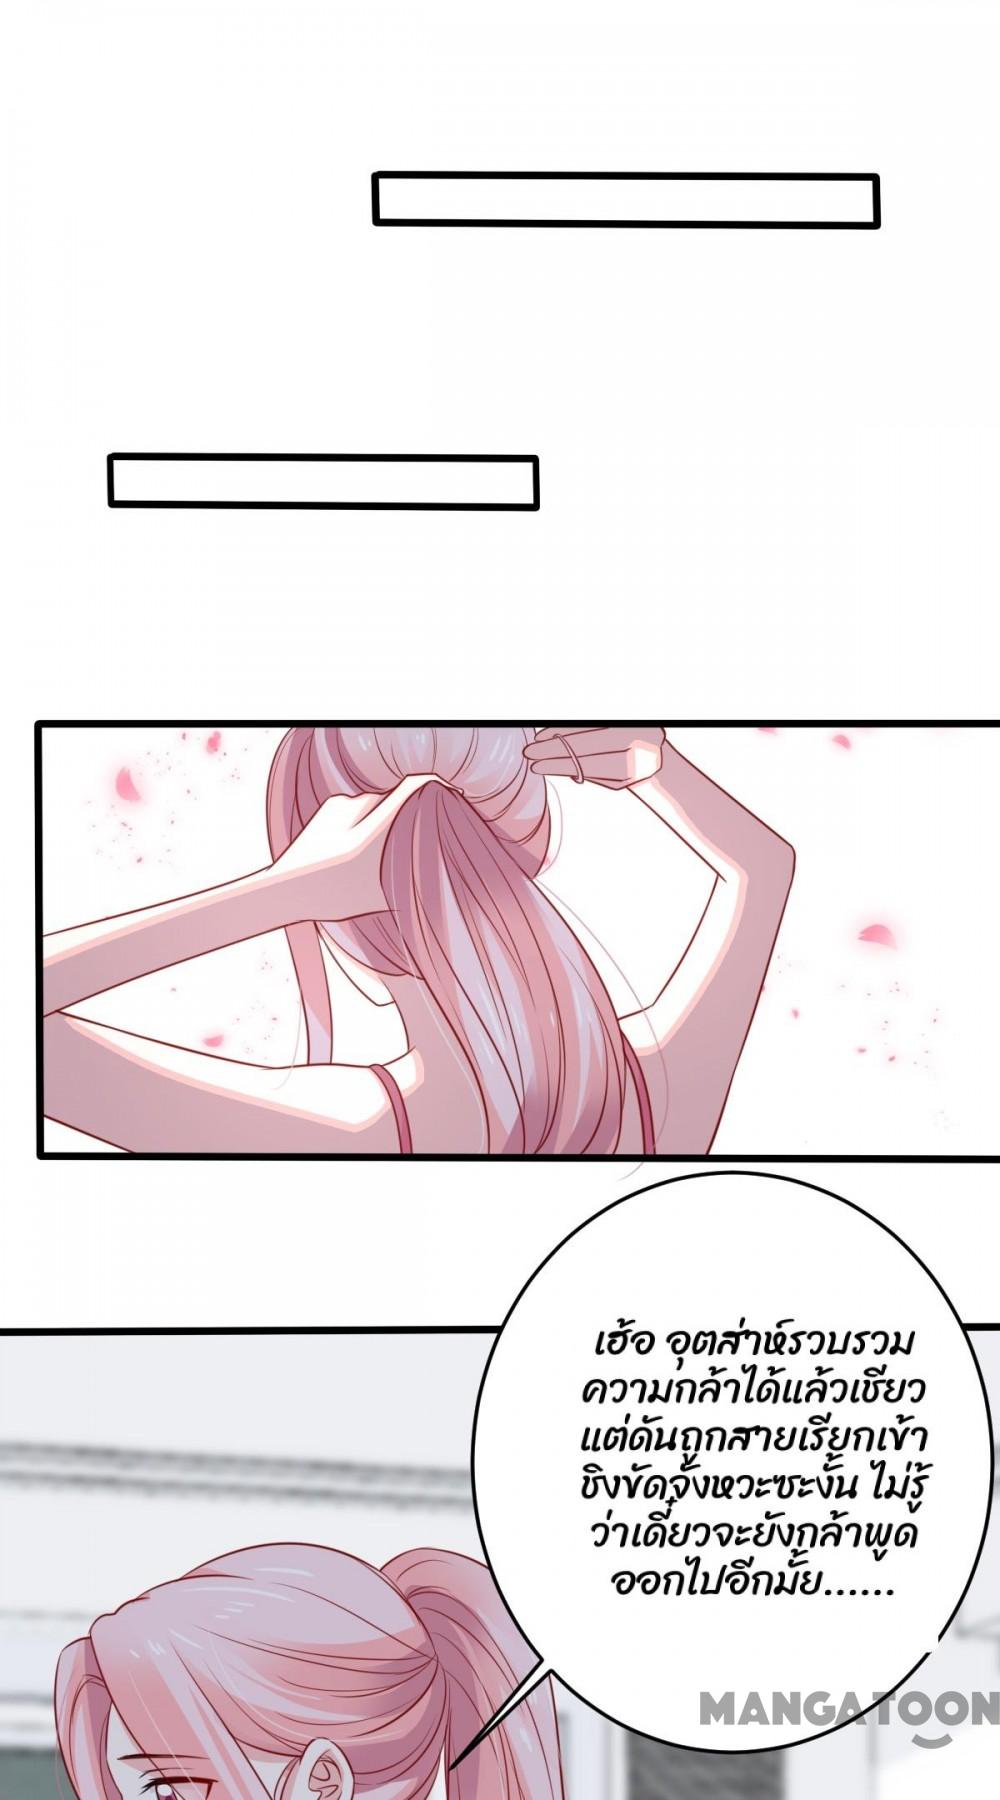 เฮ้อ อุตส่าห์รวบรวม
ความกล้าได้แล้วเชียว
แต่ดันถูกสายเรียกเข้า
ชิงขัดจังหวะซะงั้น ไม่รู้
ว่าเดี๋ยวจะยังกล้าพูด
ออกไปอีกมั้ย......
MANGATOON